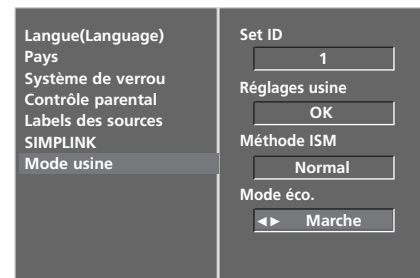 Langue(Language)
Pays
Système de verrou
Contrôle parental
Labels des sources
SIMPLINK
Mode usine
Set ID
1
Réglages usine
OK
Méthode ISM
Normal
Mode éco.
◄► Marche